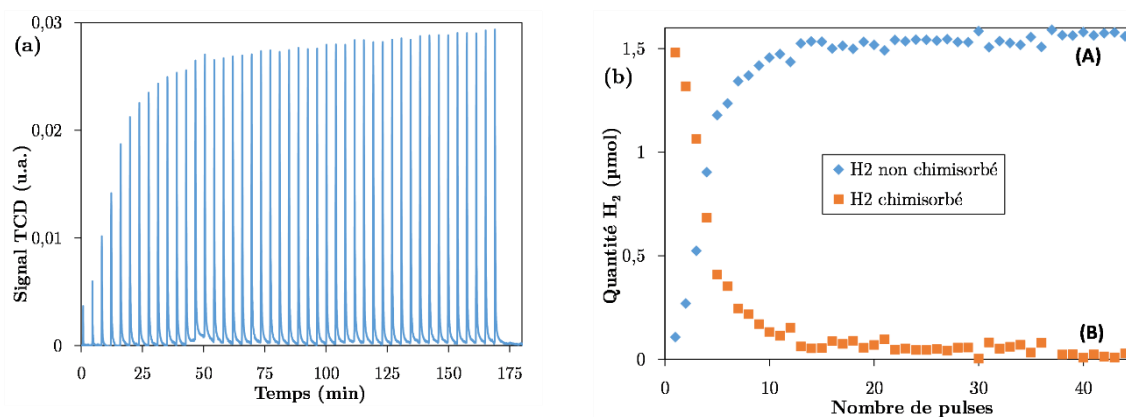 (a)
Signal TCD (u.a.)
0,03
0,02
0,01
0
0 25 50 75 100 125 150 175
Temps (min)
(b)
Quantité H₂ (µmol)
1,5
1
0,5
0
(A)
H2 non chimisorbé
H2 chimisorbé
(B)
0 10 20 30 40
Nombre de pulses